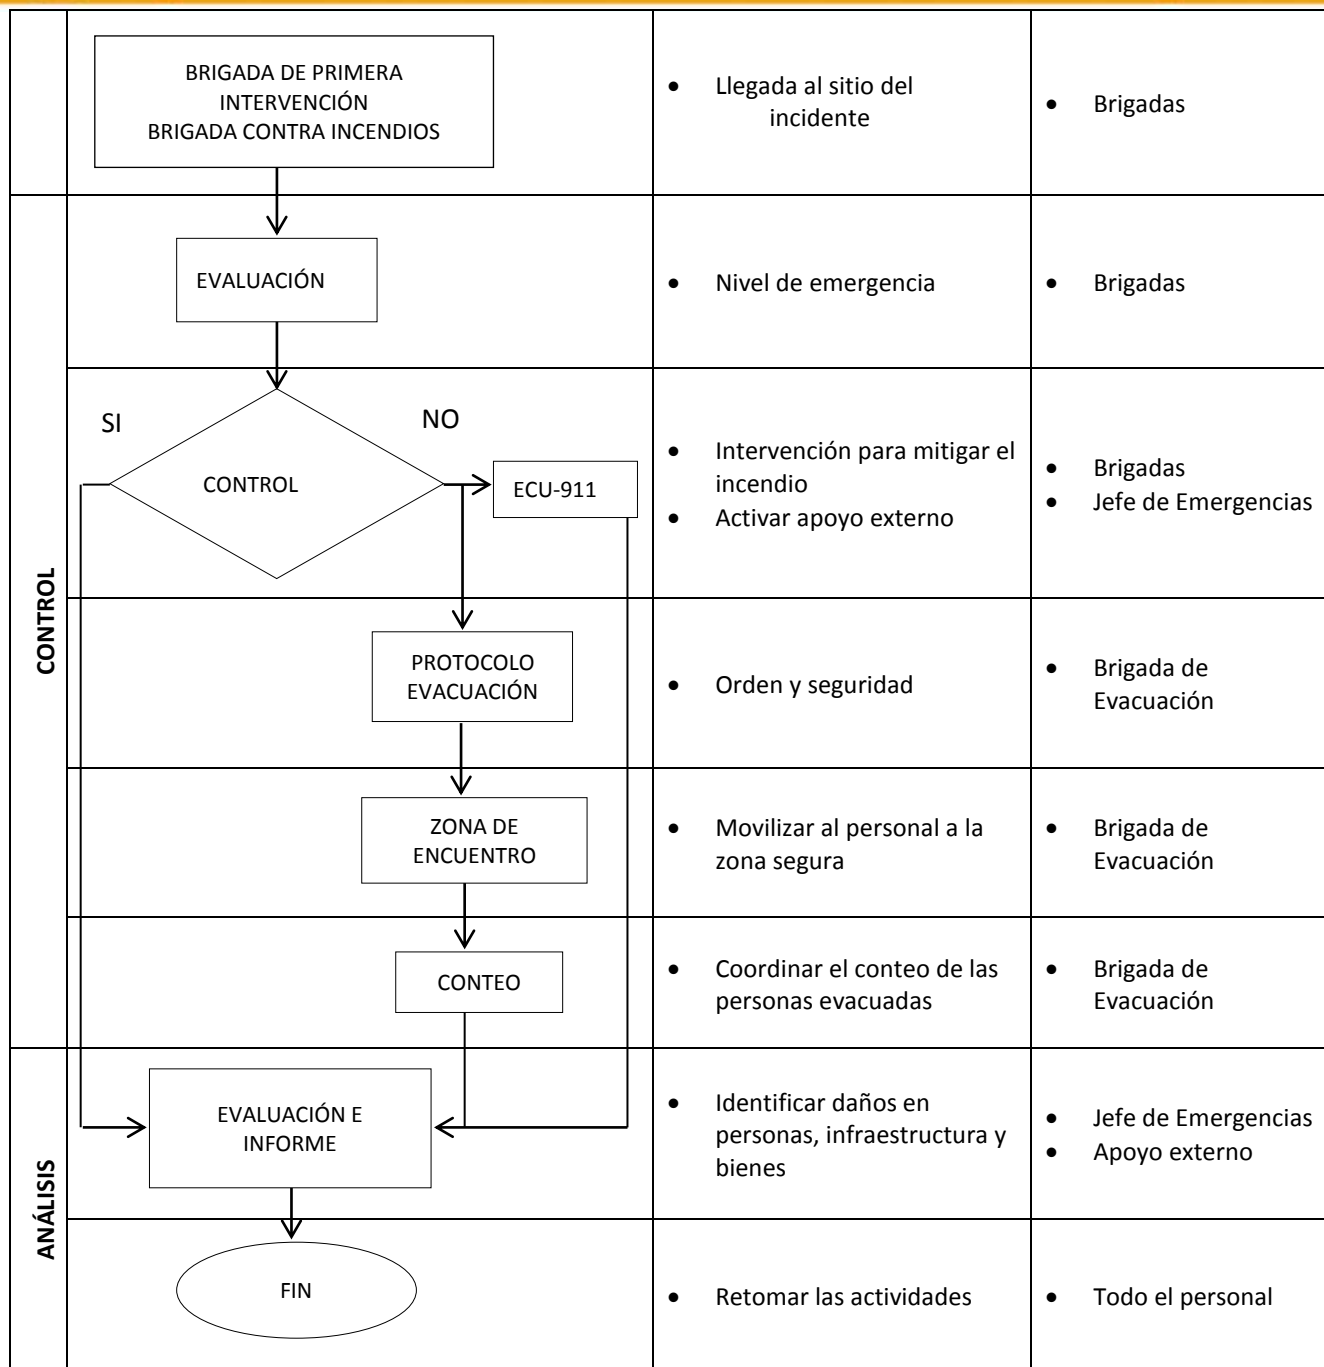 BRIGADA DE PRIMERA
INTERVENCIÓN
BRIGADA CONTRA INCENDIOS
• Llegada al sitio del
incidente
• Brigadas
CONTROL
EVALUACIÓN
• Nivel de emergencia
• Brigadas
SI
NO
CONTROL
ECU-911
• Intervención para mitigar el
incendio
• Activar apoyo externo
• Brigadas
• Jefe de Emergencias
PROTOCOLO
EVACUACIÓN
• Orden y seguridad
• Brigada de
Evacuación
ZONA DE
ENCUENTRO
• Movilizar al personal a la
zona segura
• Brigada de
Evacuación
CONTEO
• Coordinar el conteo de las
personas evacuadas
• Brigada de
Evacuación
ANÁLISIS
EVALUACIÓN E
INFORME
• Identificar daños en
personas, infraestructura y
bienes
• Jefe de Emergencias
• Apoyo externo
FIN
• Retomar las actividades
• Todo el personal